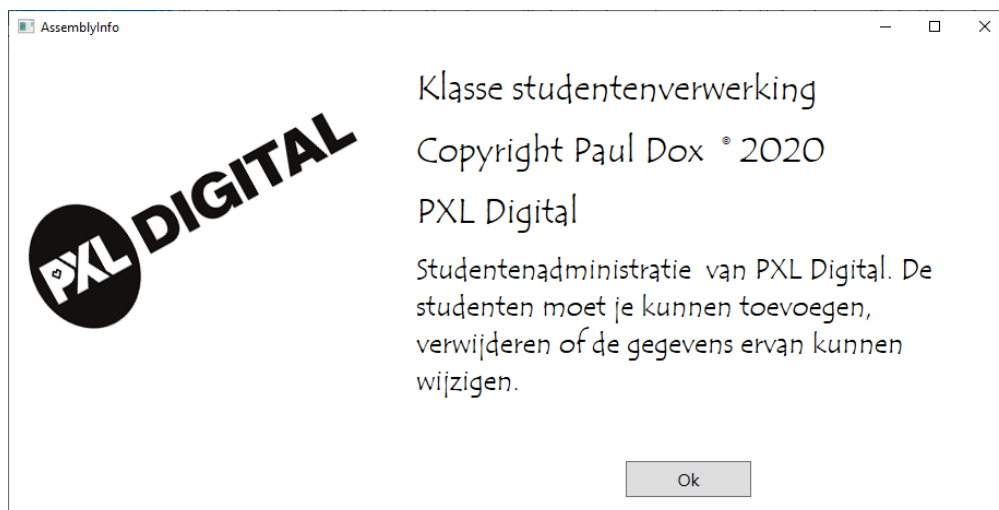 AssemblyInfo
PXL DIGITAL
Klasse studentenverwerking
Copyright Paul Dox © 2020
PXL Digital
Studentenadministratie van PXL Digital. De
studenten moet je kunnen toevoegen,
verwijderen of de gegevens ervan kunnen
wijzigen.
Ok